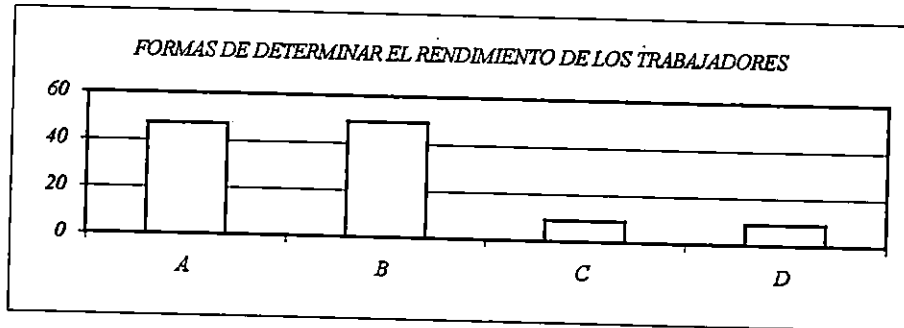 FORMAS DE DETERMINAR EL RENDIMIENTO DE LOS TRABAJADORES
60
40
20
0
A B C D